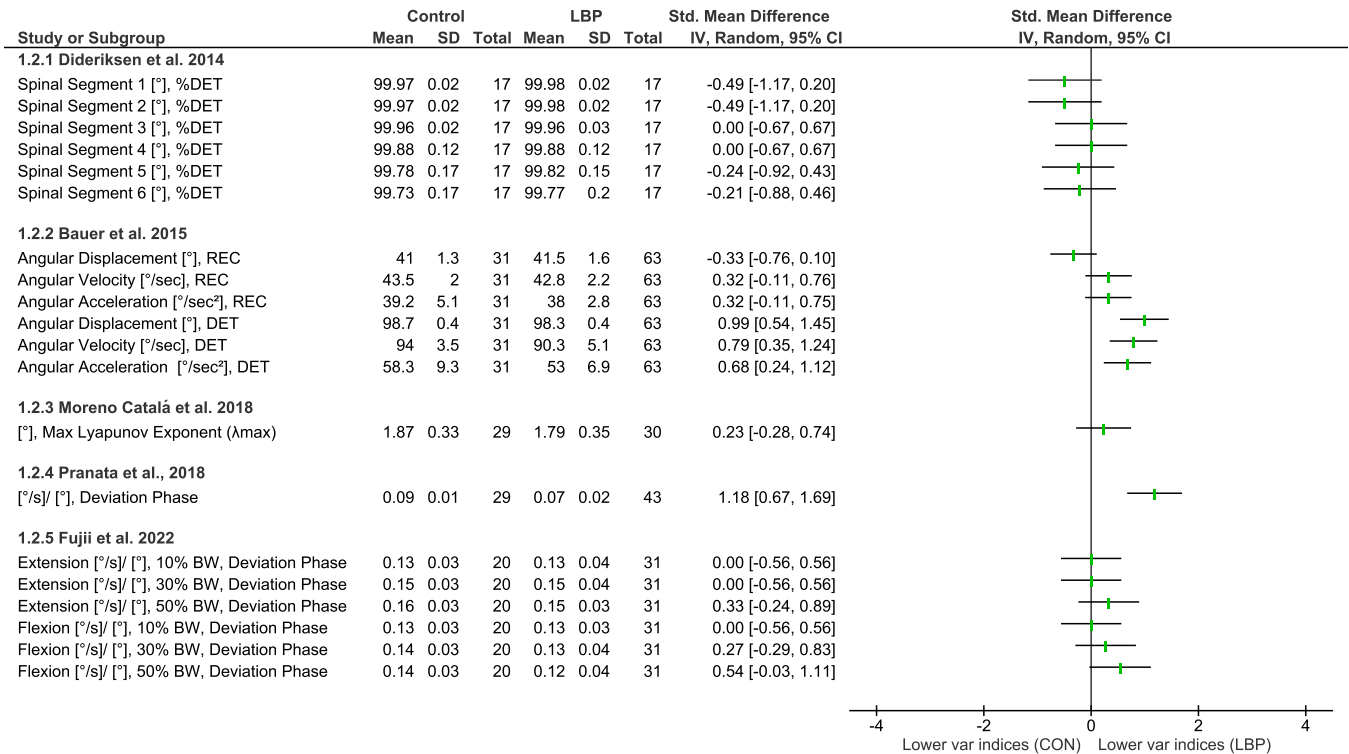 Control LBP Std. Mean Difference Std. Mean Difference
Study or Subgroup Mean SD Total Mean SD Total IV, Random, 95% CI IV, Random, 95% CI
1.2.1 Dideriksen et al. 2014
Spinal Segment 1 [°], %DET 99.97 0.02 17 99.98 0.02 17 -0.49 [-1.17, 0.20]
Spinal Segment 2 [°], %DET 99.97 0.02 17 99.98 0.02 17 -0.49 [-1.17, 0.20]
Spinal Segment 3 [°], %DET 99.96 0.02 17 99.96 0.03 17 0.00 [-0.67, 0.67]
Spinal Segment 4 [°], %DET 99.88 0.12 17 99.88 0.12 17 0.00 [-0.67, 0.67]
Spinal Segment 5 [°], %DET 99.78 0.17 17 99.82 0.15 17 -0.24 [-0.92, 0.43]
Spinal Segment 6 [°], %DET 99.73 0.17 17 99.77 0.2 17 -0.21 [-0.88, 0.46]
1.2.2 Bauer et al. 2015
Angular Displacement [°], REC 41 1.3 31 41.5 1.6 63 -0.33 [-0.76, 0.10]
Angular Velocity [°/sec], REC 43.5 2 31 42.8 2.2 63 0.32 [-0.11, 0.76]
Angular Acceleration [°/sec²], REC 39.2 5.1 31 38 2.8 63 0.32 [-0.11, 0.75]
Angular Displacement [°], DET 98.7 0.4 31 98.3 0.4 63 0.99 [0.54, 1.45]
Angular Velocity [°/sec], DET 94 3.5 31 90.3 5.1 63 0.79 [0.35, 1.24]
Angular Acceleration [°/sec²], DET 58.3 9.3 31 53 6.9 63 0.68 [0.24, 1.12]
1.2.3 Moreno Catalá et al. 2018
[°], Max Lyapunov Exponent (λmax) 1.87 0.33 29 1.79 0.35 30 0.23 [-0.28, 0.74]
1.2.4 Pranata et al., 2018
[°/s]/ [°], Deviation Phase 0.09 0.01 29 0.07 0.02 43 1.18 [0.67, 1.69]
1.2.5 Fujii et al. 2022
Extension [°/s]/ [°], 10% BW, Deviation Phase 0.13 0.03 20 0.13 0.04 31 0.00 [-0.56, 0.56]
Extension [°/s]/ [°], 30% BW, Deviation Phase 0.15 0.03 20 0.15 0.04 31 0.00 [-0.56, 0.56]
Extension [°/s]/ [°], 50% BW, Deviation Phase 0.16 0.03 20 0.15 0.03 31 0.33 [-0.24, 0.89]
Flexion [°/s]/ [°], 10% BW, Deviation Phase 0.13 0.03 20 0.13 0.03 31 0.00 [-0.56, 0.56]
Flexion [°/s]/ [°], 30% BW, Deviation Phase 0.14 0.03 20 0.13 0.04 31 0.27 [-0.29, 0.83]
Flexion [°/s]/ [°], 50% BW, Deviation Phase 0.14 0.03 20 0.12 0.04 31 0.54 [-0.03, 1.11]
-4 -2 0 2 4
Lower var indices (CON) Lower var indices (LBP)